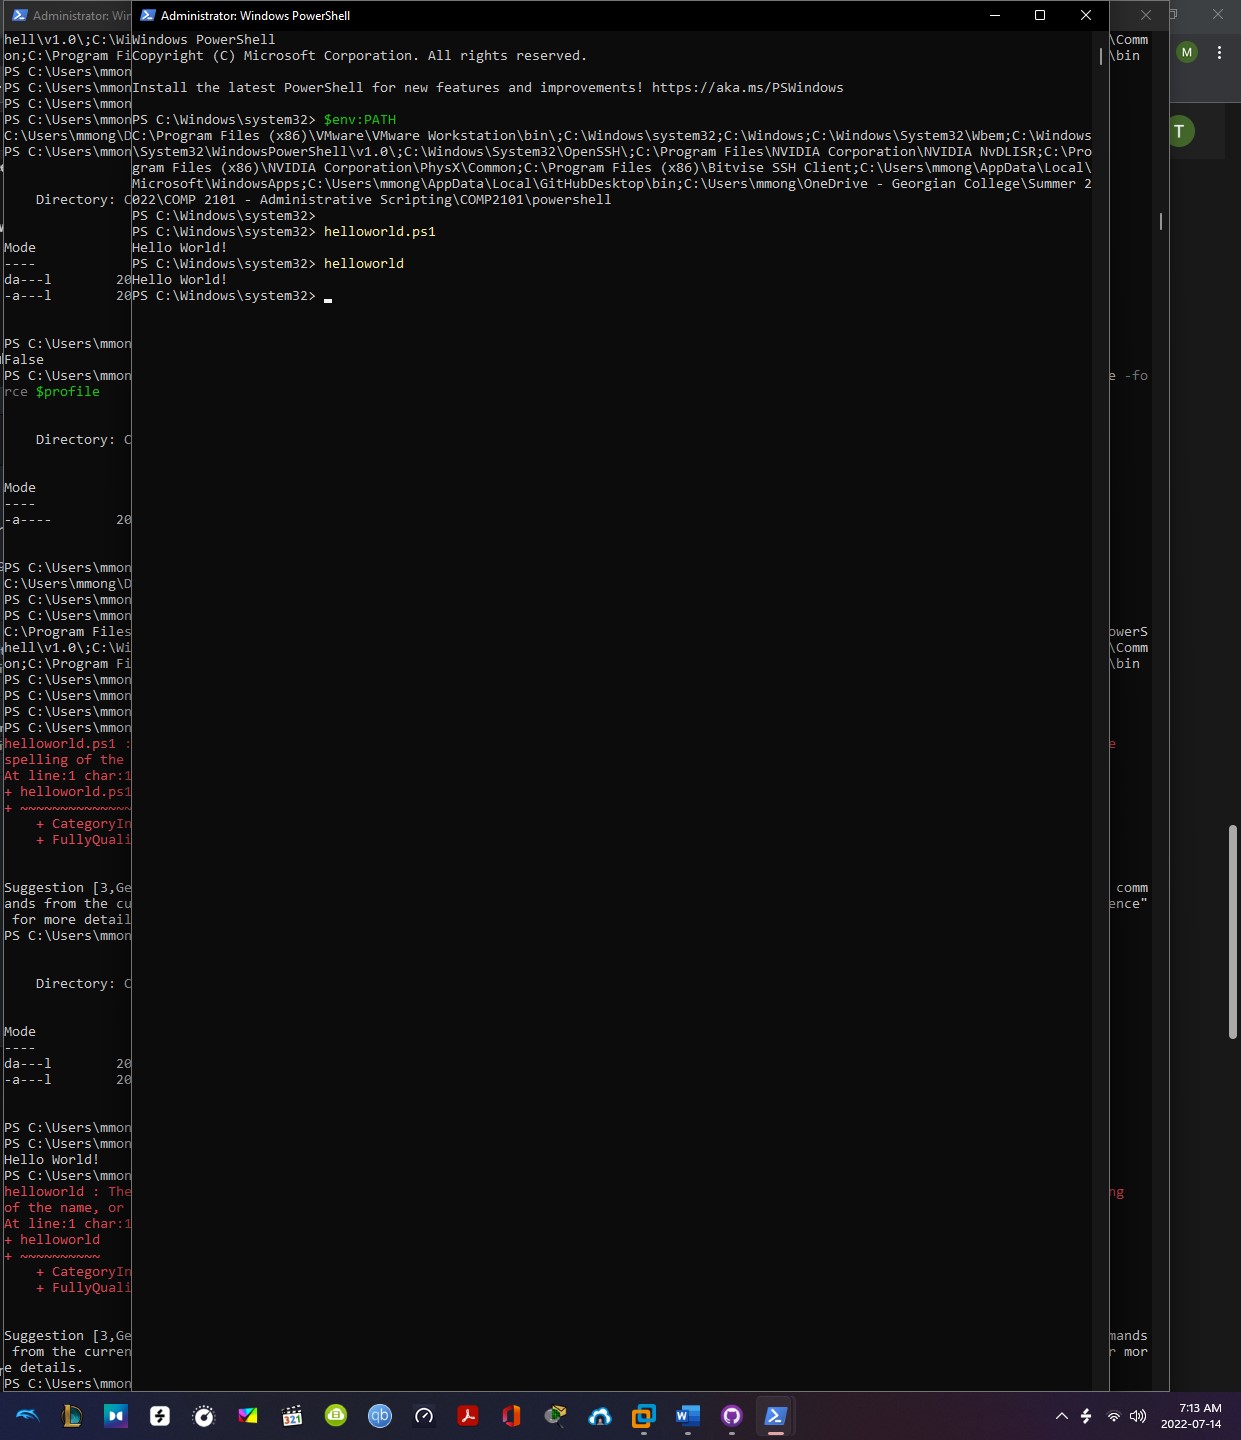 Administrator: Wir
hell\v1.0\;C:\Wi
on;C:\Program Fi
PS C:\Users\mmon
PS C:\Users\mmon
PS C:\Users\mmon
PS C:\Users\mmon
C:\Users\mmong\D
PS C:\Users\mmon
Directory: C
Mode
----
da---l 20
-a---l 20
PS C:\Users\mmon
False
PS C:\Users\mmon
rce $profile
Directory: C
Mode
----
-a---- 20
PS C:\Users\mmon
C:\Users\mmong\D
PS C:\Users\mmon
PS C:\Users\mmon
C:\Program Files
hell\v1.0\;C:\Wi
on;C:\Program Fi
PS C:\Users\mmon
PS C:\Users\mmon
PS C:\Users\mmon
PS C:\Users\mmon
helloworld.ps1 :
spelling of the
At line:1 char:1
+ helloworld.ps1
+ ~~~~~~~~~~~~~~
+ CategoryIn
+ FullyQuali
Suggestion [3,Ge
ands from the cu
for more detail
PS C:\Users\mmon
Directory: C
Mode
----
da---l 20
-a---l 20
PS C:\Users\mmon
PS C:\Users\mmon
Hello World!
PS C:\Users\mmon
helloworld : The
of the name, or
At line:1 char:1
+ helloworld
+ ~~~~~~~~~~
+ CategoryIn
+ FullyQuali
Suggestion [3,Ge
from the curren
e details.
PS C:\Users\mmon
Administrator: Windows PowerShell
Windows PowerShell
Copyright (C) Microsoft Corporation. All rights reserved.
Install the latest PowerShell for new features and improvements! https://aka.ms/PSWindows
PS C:\Windows\system32> $env:PATH
C:\Program Files (x86)\VMware\VMware Workstation\bin\;C:\Windows\system32;C:\Windows;C:\Windows\System32\Wbem;C:\Windows
\System32\WindowsPowerShell\v1.0\;C:\Windows\System32\OpenSSH\;C:\Program Files\NVIDIA Corporation\NVIDIA NvDLISR;C:\Pro
gram Files (x86)\NVIDIA Corporation\PhysX\Common;C:\Program Files (x86)\Bitvise SSH Client;C:\Users\mmong\AppData\Local\
Microsoft\WindowsApps;C:\Users\mmong\AppData\Local\GitHubDesktop\bin;C:\Users\mmong\OneDrive - Georgian College\Summer 2
022\COMP 2101 - Administrative Scripting\COMP2101\powershell
PS C:\Windows\system32>
PS C:\Windows\system32> helloworld.ps1
Hello World!
PS C:\Windows\system32> helloworld
Hello World!
PS C:\Windows\system32>
\Comm
\bin
e -fo
owerS
\Comm
\bin
e
comm
ence"
ng
mands
r mor
M
T
321
qb
7:13 AM
2022-07-14